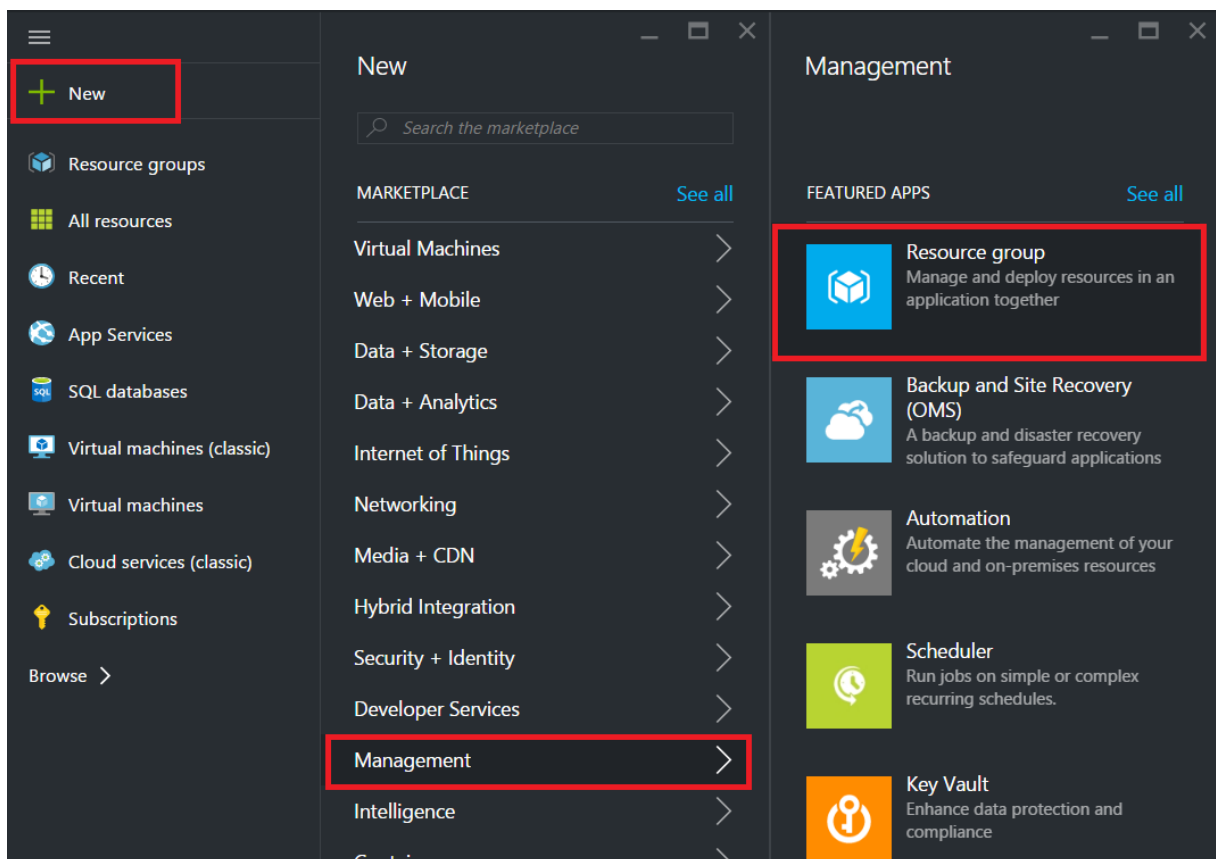 New
Resource groups
All resources
Recent
App Services
SQL
SQL databases
Virtual machines (classic)
Virtual machines
Cloud services (classic)
Subscriptions
Browse
New
Search the marketplace
MARKETPLACE See all
Virtual Machines
Web + Mobile
Data + Storage
Data + Analytics
Internet of Things
Networking
Media + CDN
Hybrid Integration
Security + Identity
Developer Services
Management
Intelligence
Management
FEATURED APPS See all
Resource group
Manage and deploy resources in an
application together
Backup and Site Recovery
(OMS)
A backup and disaster recovery
solution to safeguard applications
Automation
Automate the management of your
cloud and on-premises resources
Scheduler
Run jobs on simple or complex
recurring schedules.
Key Vault
Enhance data protection and
compliance